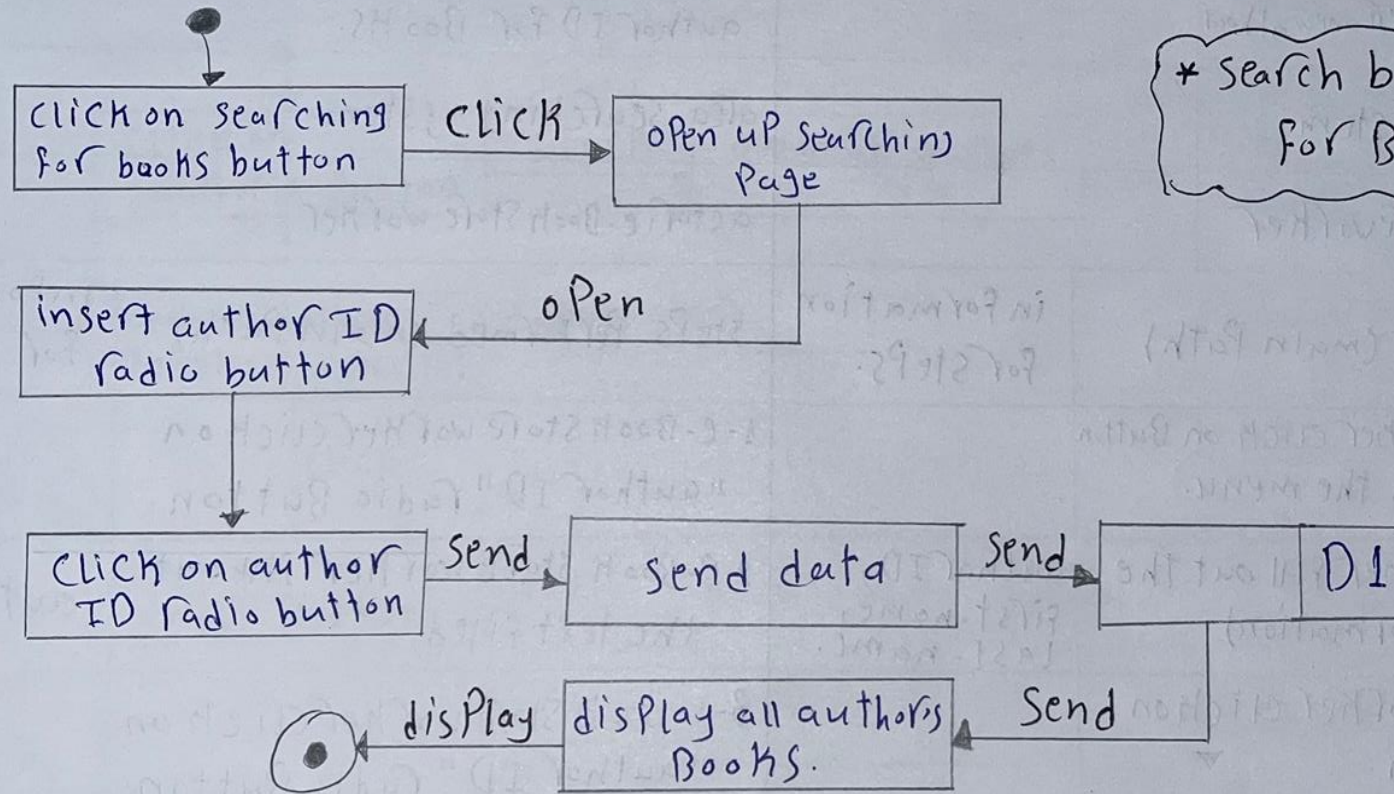 click on searching
for books button
click
open up searching
Page
* search b
for B
open
insert author ID
radio button
click on author
ID radio button
send
send data
send
D1
Send
display all author,s
Books.
display